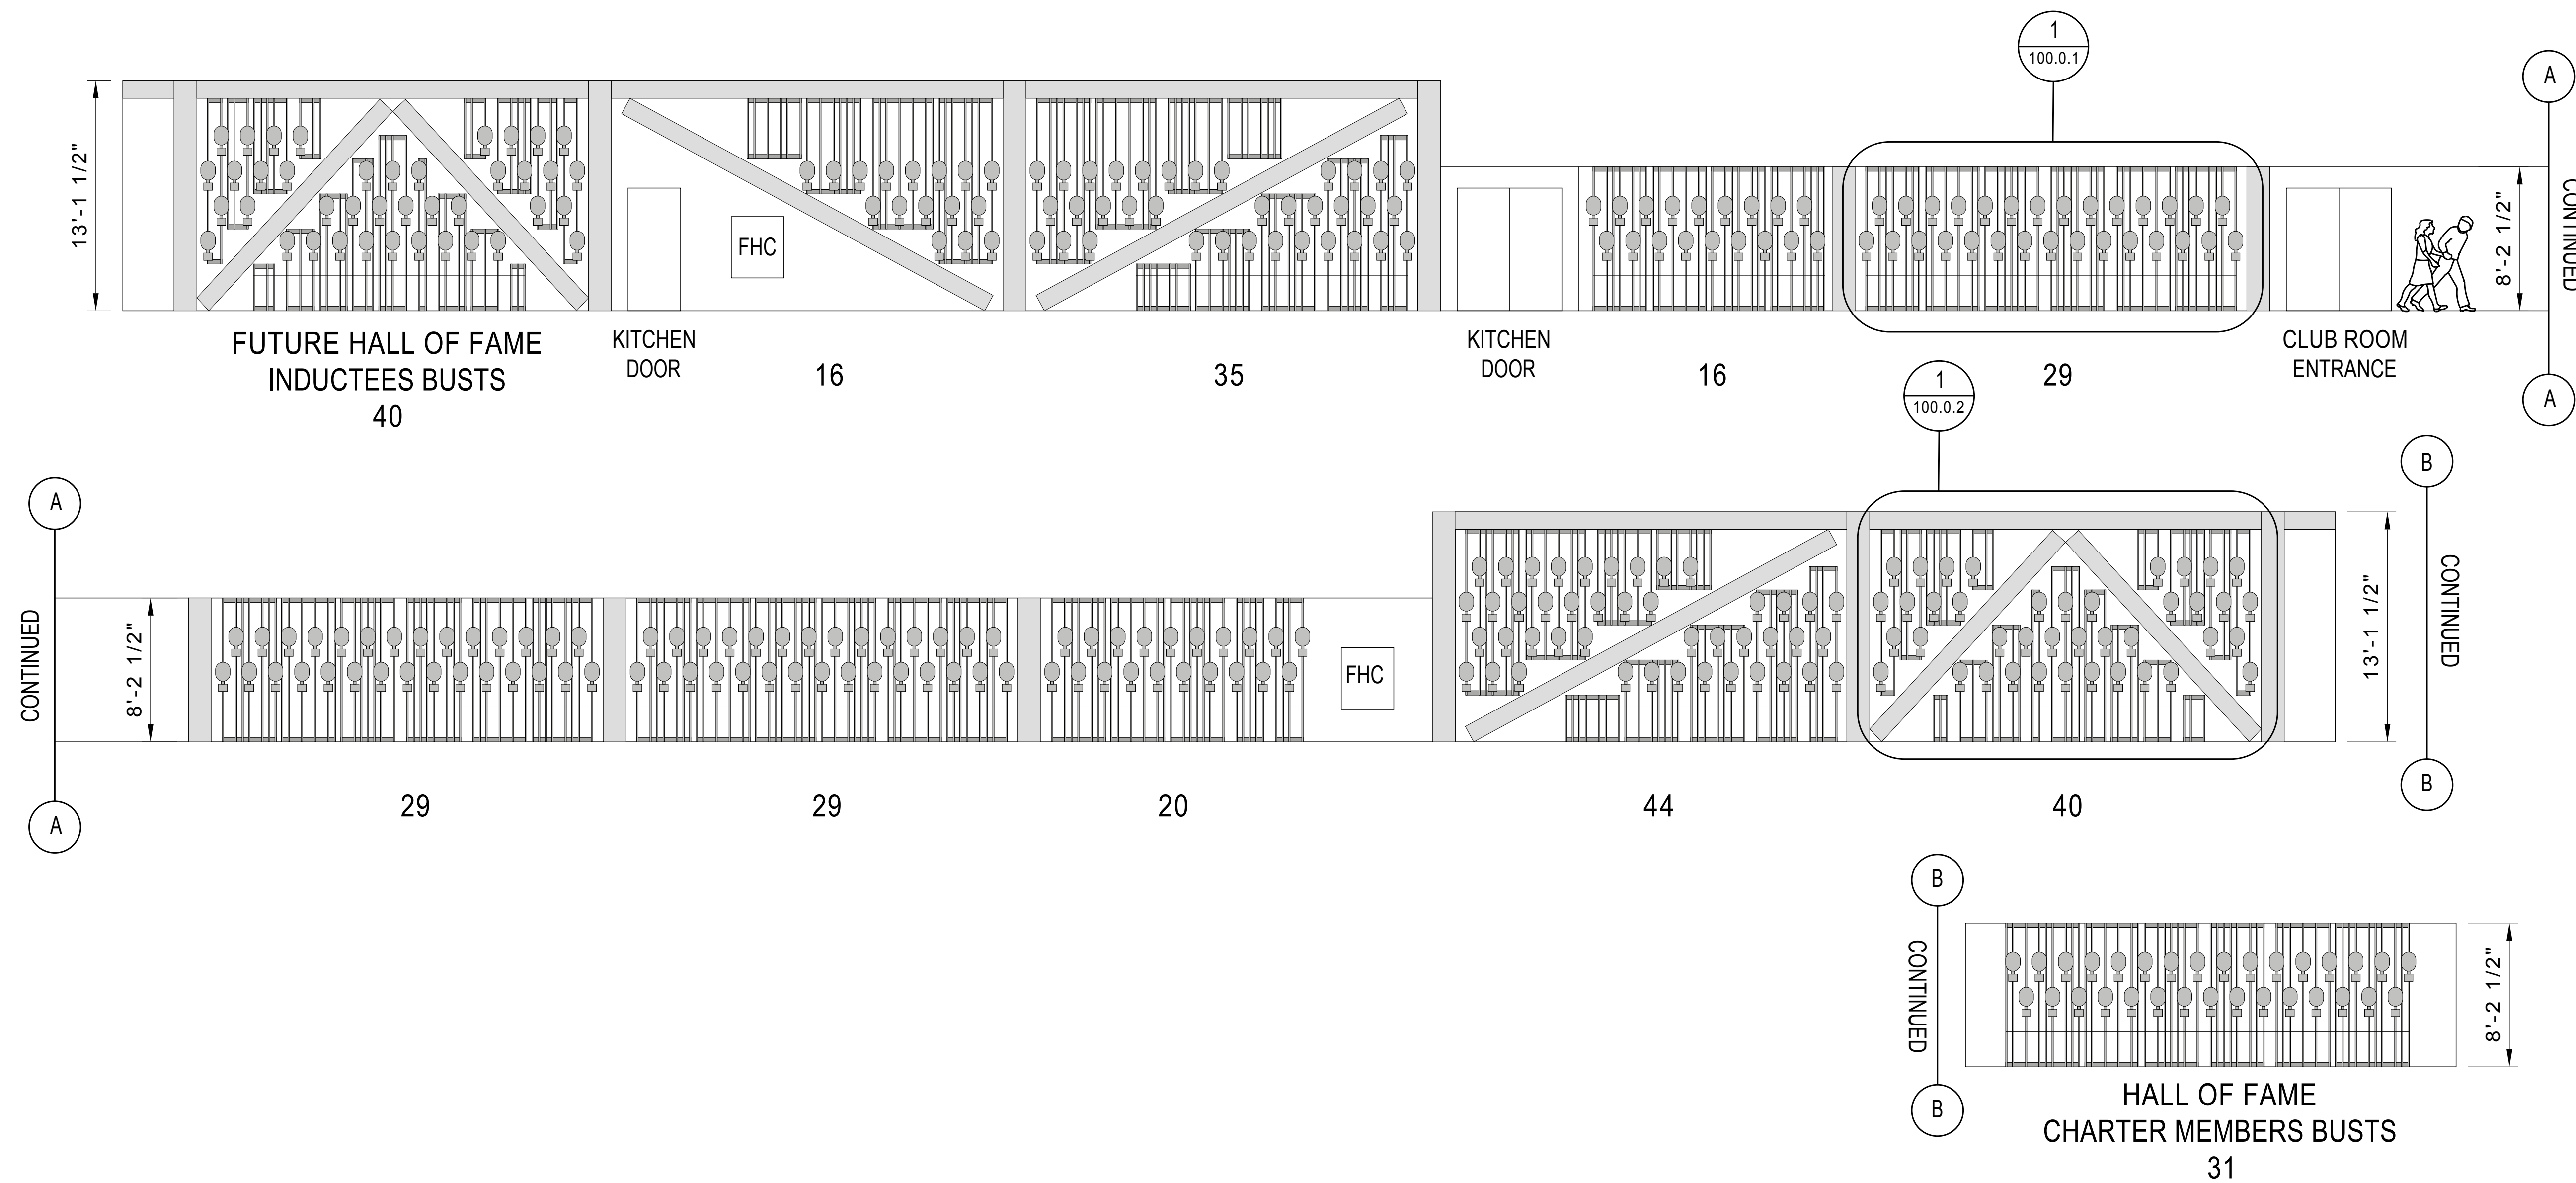 1
100.0.1
A
13'-1 1/2"
FHC
8'-2 1/2"
CONTINUED
FUTURE HALL OF FAME
INDUCTEES BUSTS
40
KITCHEN
DOOR
16
35
KITCHEN
DOOR
16
29
CLUB ROOM
ENTRANCE
A
1
100.0.2
A
B
CONTINUED
8'-2 1/2"
FHC
13'-1 1/2"
CONTINUED
A
29
29
20
44
40
B
B
CONTINUED
8'-2 1/2"
B
HALL OF FAME
CHARTER MEMBERS BUSTS
31